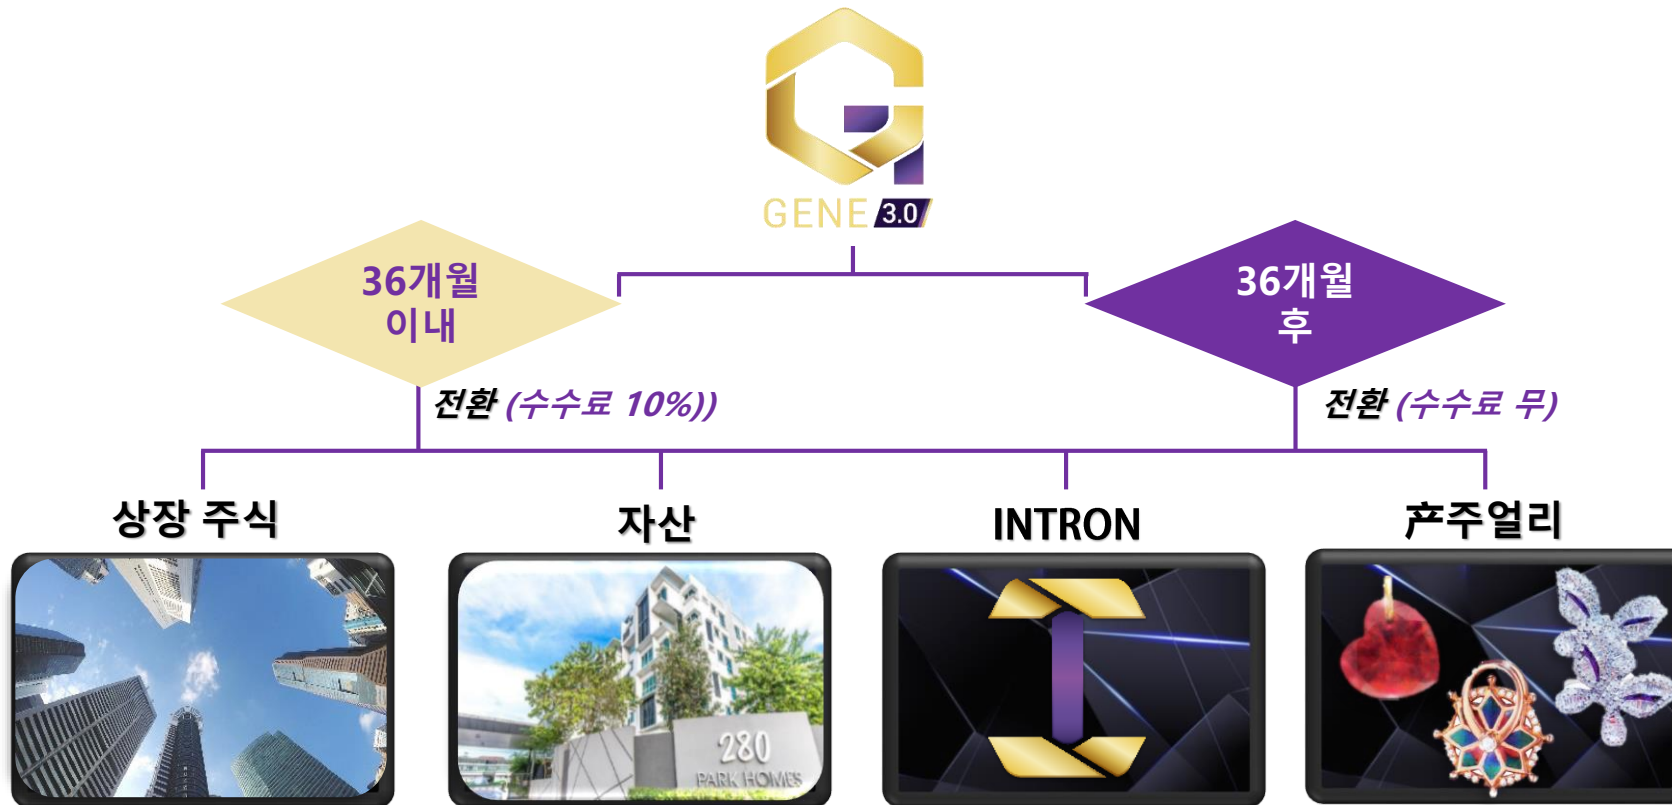 GENE 3.0
36개월
이내
36개월
후
전환 (수수료 10%))
전환 (수수료 무)
상장 주식
자산
INTRON
产주얼리
280
PARK HOMES